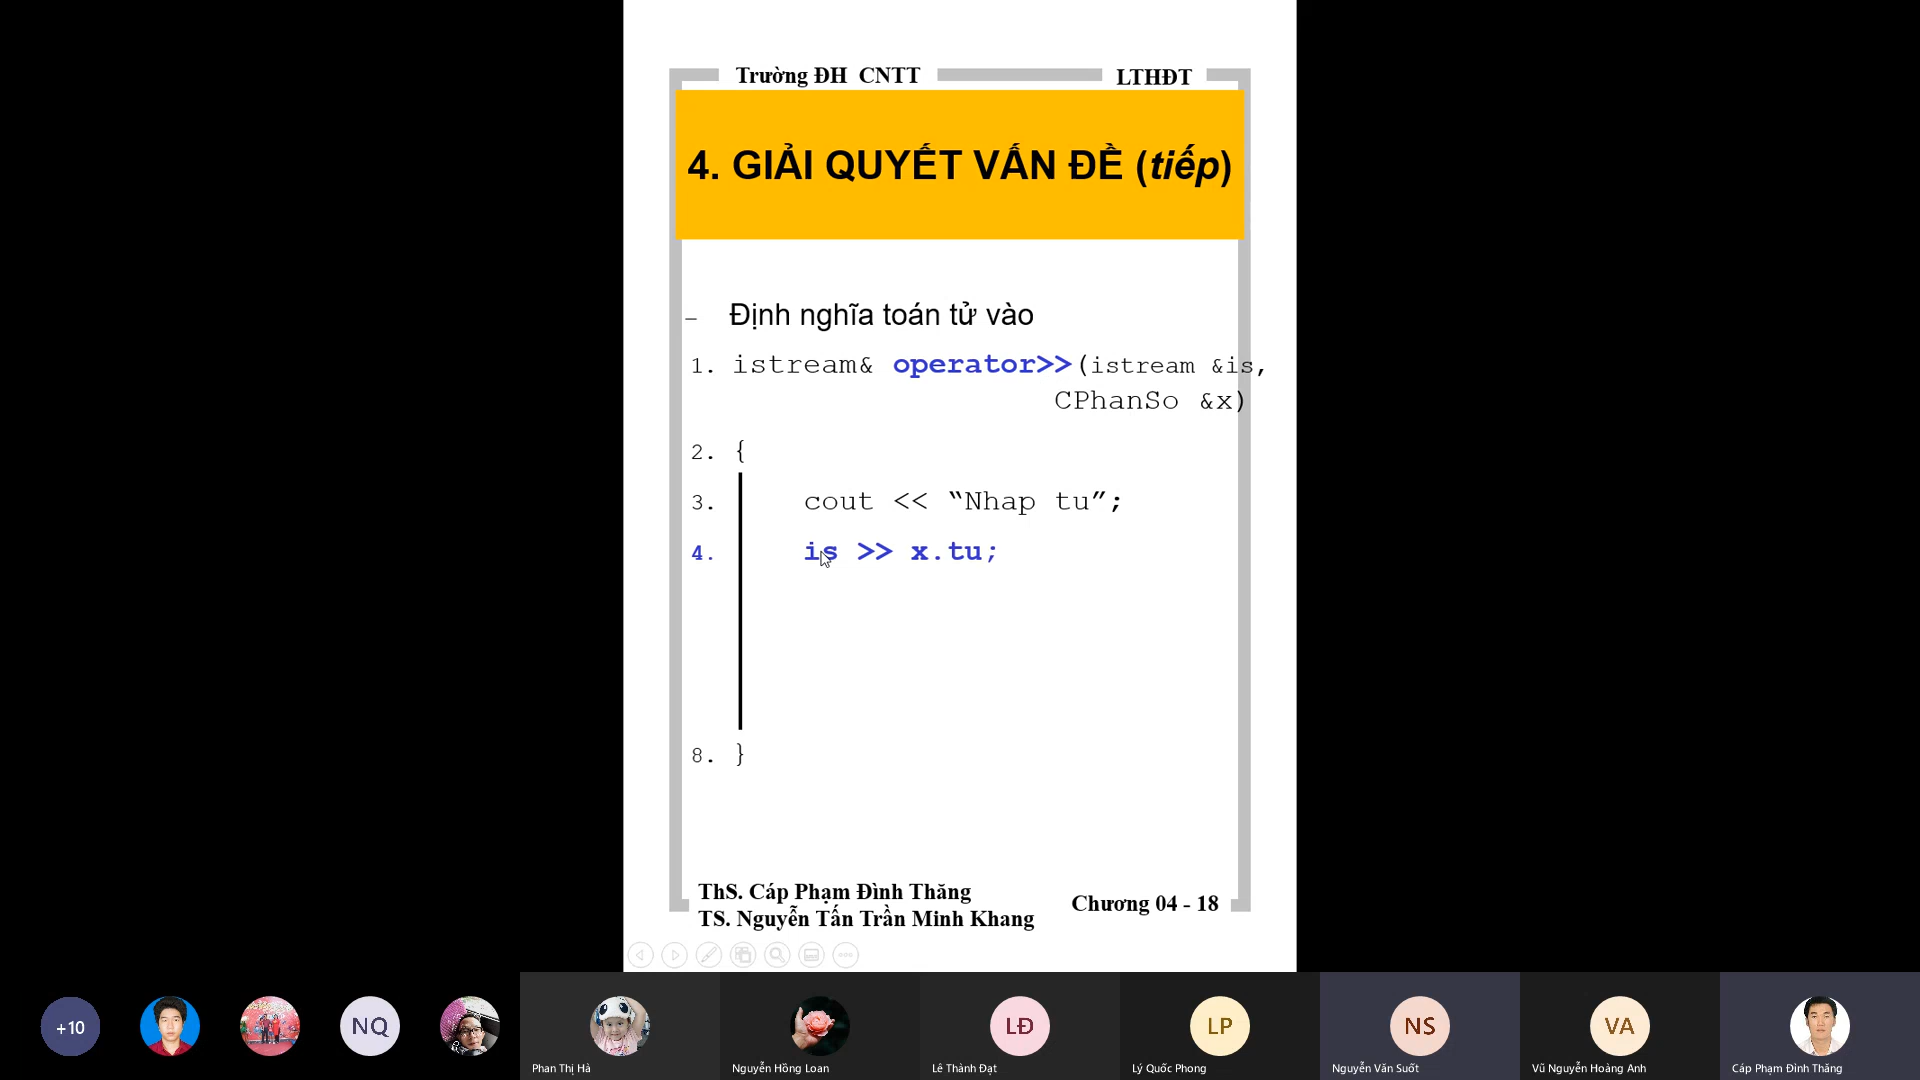 Trường ĐH CNTT
LTHĐT
4. GIẢI QUYẾT VẤN ĐỀ (tiếp)
– Định nghĩa toán tử vào
1. istream& operator>>(istream &is,
CPhanSo &x)
2. {
3. cout << “Nhap tu”;
4. is >> x.tu;
8. }
ThS. Cáp Phạm Đình Thăng
TS. Nguyễn Tấn Trần Minh Khang
Chương 04 - 18
+10
NQ
LĐ
LP
NS
VA
Phan Thị Hà
Nguyễn Hồng Loan
Lê Thành Đạt
Lý Quốc Phong
Nguyễn Văn Suốt
Vũ Nguyễn Hoàng Anh
Cáp Phạm Đình Thăng